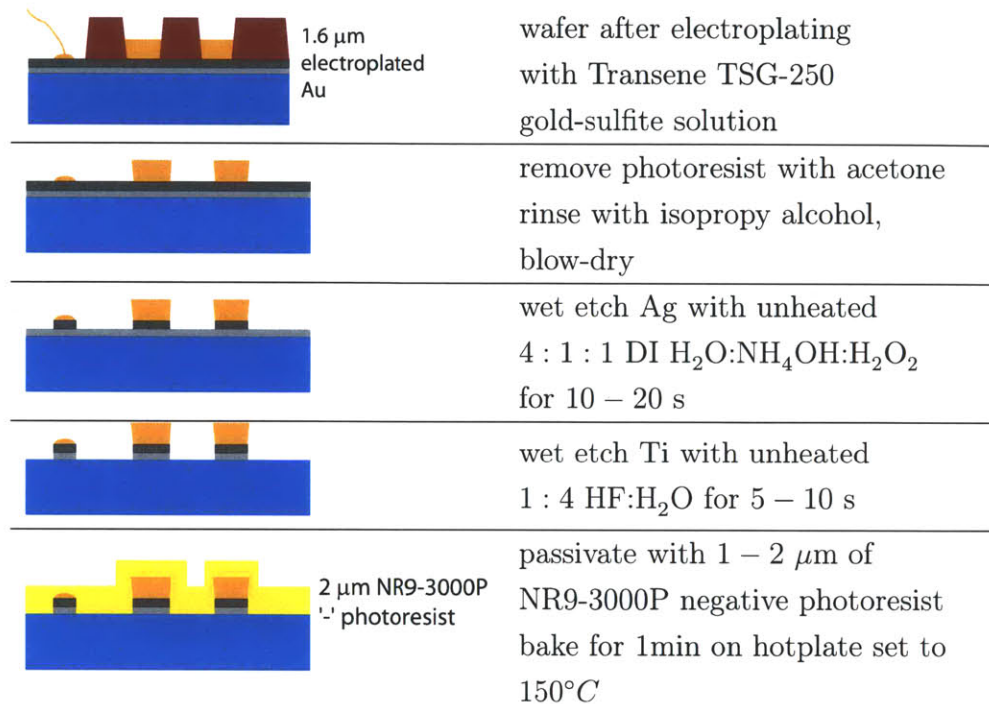 1.6 μm
electroplated
Au
wafer after electroplating
with Transene TSG-250
gold-sulfite solution
remove photoresist with acetone
rinse with isopropy alcohol,
blow-dry
wet etch Ag with unheated
4 : 1 : 1 DI H₂O:NH₄OH:H₂O₂
for 10 – 20 s
wet etch Ti with unheated
1 : 4 HF:H₂O for 5 – 10 s
2 μm NR9-3000P
'-' photoresist
passivate with 1 – 2 μm of
NR9-3000P negative photoresist
bake for 1min on hotplate set to
150°C